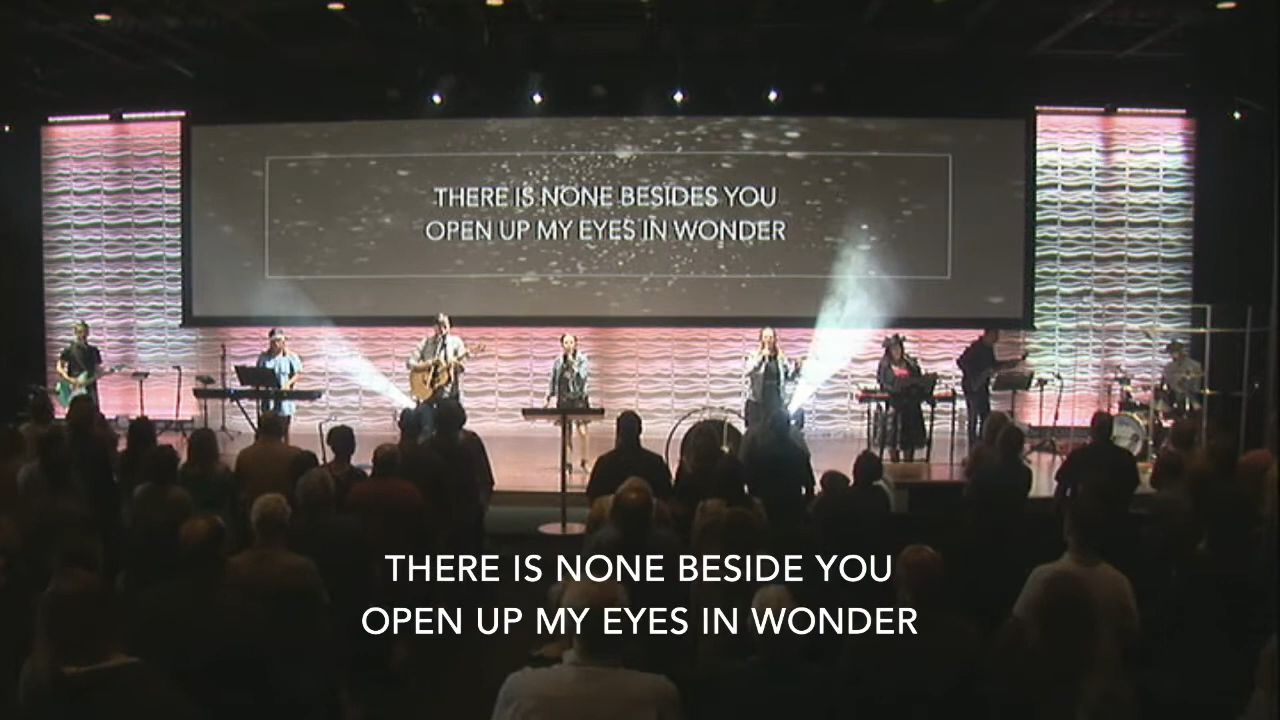 THERE IS NONE BESIDES YOU
OPEN UP MY EYES IN WONDER
THERE IS NONE BESIDE YOU
OPEN UP MY EYES IN WONDER